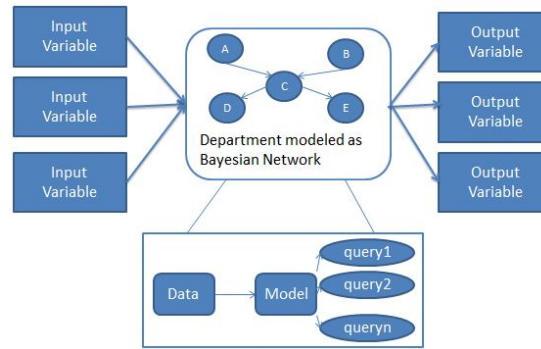 Input
Variable
Input
Variable
Input
Variable
A
B
C
D
E
Department modeled as
Bayesian Network
Output
Variable
Output
Variable
Output
Variable
Data
Model
query1
query2
queryn